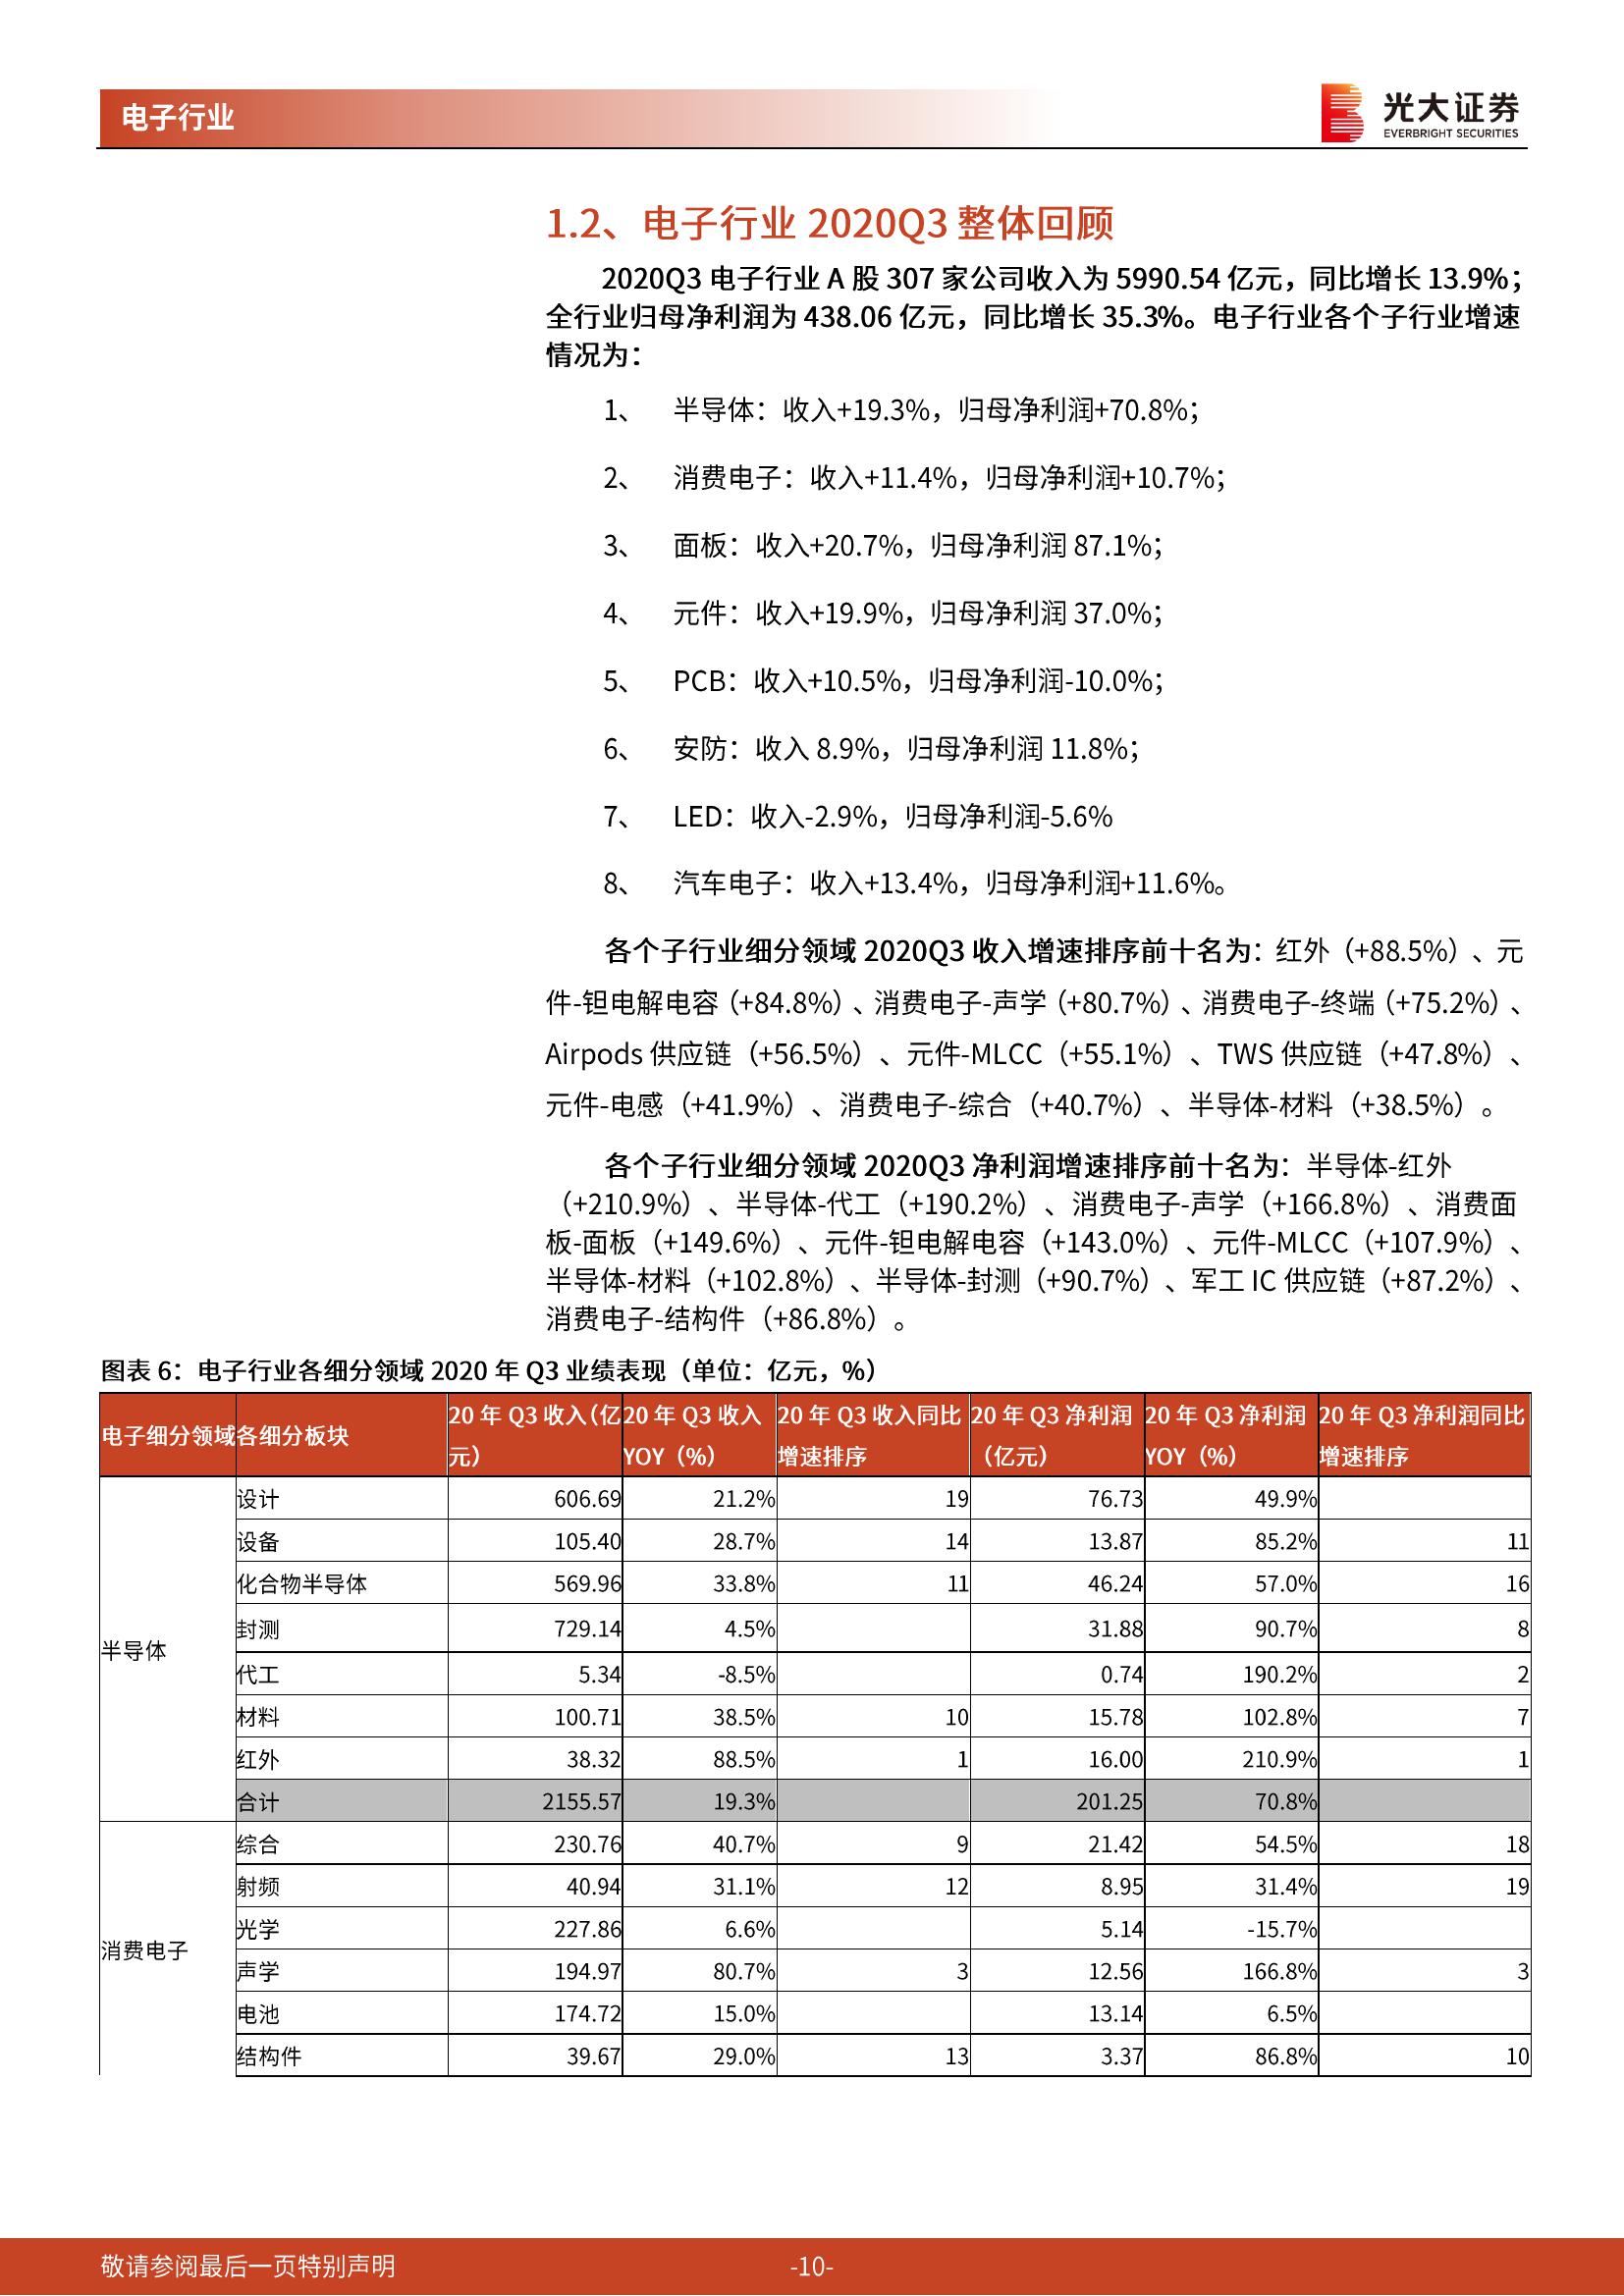 电子行业
光大证券
EVERBRIGHT SECURITIES
1.2、电子行业 2020Q3 整体回顾
2020Q3 电子行业 A 股 307 家公司收入为 5990.54 亿元，同比增长 13.9%；
全行业归母净利润为 438.06 亿元，同比增长 35.3%。电子行业各个子行业增速
情况为：
1、 半导体：收入+19.3%，归母净利润+70.8%；
2、 消费电子：收入+11.4%，归母净利润+10.7%；
3、 面板：收入+20.7%，归母净利润 87.1%；
4、 元件：收入+19.9%，归母净利润 37.0%；
5、 PCB：收入+10.5%，归母净利润-10.0%；
6、 安防：收入 8.9%，归母净利润 11.8%；
7、 LED：收入-2.9%，归母净利润-5.6%
8、 汽车电子：收入+13.4%，归母净利润+11.6%。
各个子行业细分领域 2020Q3 收入增速排序前十名为：红外（+88.5%）、元
件-钽电解电容（+84.8%）、消费电子-声学（+80.7%）、消费电子-终端（+75.2%）、
Airpods 供应链（+56.5%）、元件-MLCC（+55.1%）、TWS 供应链（+47.8%）、
元件-电感（+41.9%）、消费电子-综合（+40.7%）、半导体-材料（+38.5%）。
各个子行业细分领域 2020Q3 净利润增速排序前十名为：半导体-红外
（+210.9%）、半导体-代工（+190.2%）、消费电子-声学（+166.8%）、消费面
板-面板（+149.6%）、元件-钽电解电容（+143.0%）、元件-MLCC（+107.9%）、
半导体-材料（+102.8%）、半导体-封测（+90.7%）、军工 IC 供应链（+87.2%）、
消费电子-结构件（+86.8%）。
图表 6：电子行业各细分领域 2020 年 Q3 业绩表现（单位：亿元，%）
电子细分领域 各细分板块 20 年 Q3 收入（亿元） 20 年 Q3 收入 YOY（%） 20 年 Q3 收入同比增速排序 20 年 Q3 净利润（亿元） 20 年 Q3 净利润 YOY（%） 20 年 Q3 净利润同比增速排序
半导体
设计 606.69 21.2% 19 76.73 49.9%
设备 105.40 28.7% 14 13.87 85.2% 11
化合物半导体 569.96 33.8% 11 46.24 57.0% 16
封测 729.14 4.5% 31.88 90.7% 8
代工 5.34 -8.5% 0.74 190.2% 2
材料 100.71 38.5% 10 15.78 102.8% 7
红外 38.32 88.5% 1 16.00 210.9% 1
合计 2155.57 19.3% 201.25 70.8%
消费电子
综合 230.76 40.7% 9 21.42 54.5% 18
射频 40.94 31.1% 12 8.95 31.4% 19
光学 227.86 6.6% 5.14 -15.7%
声学 194.97 80.7% 3 12.56 166.8% 3
电池 174.72 15.0% 13.14 6.5%
结构件 39.67 29.0% 13 3.37 86.8% 10
敬请参阅最后一页特别声明
-10-